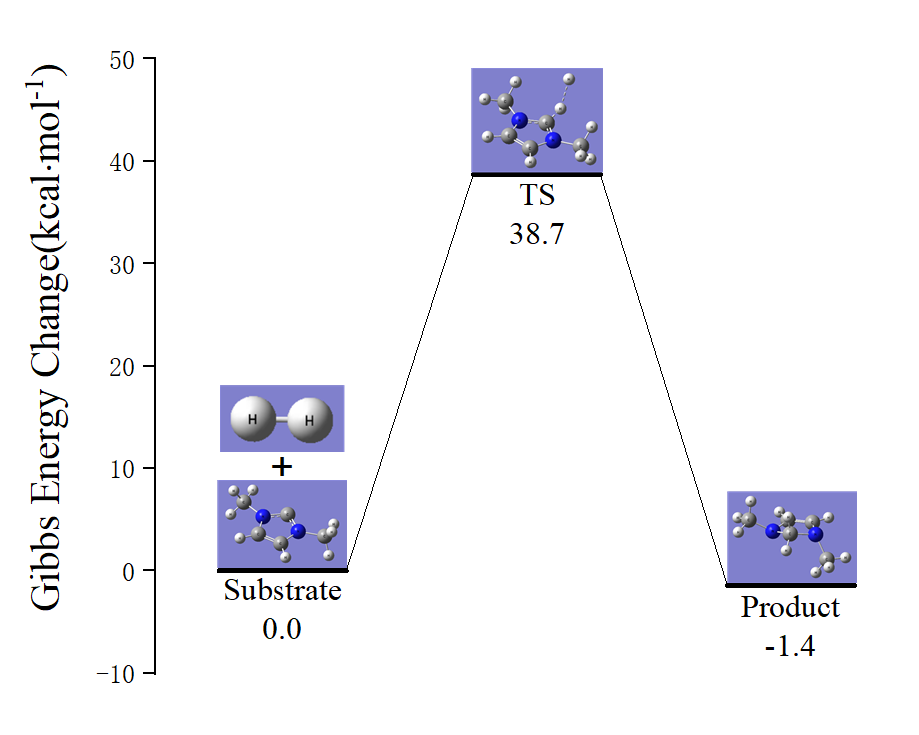 Gibbs Energy Change(kcal·mol-1)
50
40
30
20
10
0
−10
H H
+
Substrate
0.0
TS
38.7
Product
-1.4